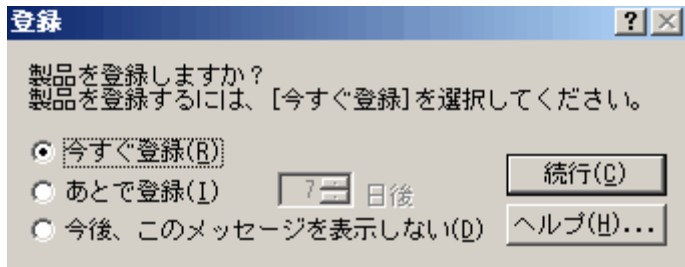 登録
製品を登録しますか?
製品を登録するには、[今すぐ登録]を選択してください。
今すぐ登録(R)
あとで登録(I) 7 日後
続行(C)
今後、このメッセージを表示しない(D)
ヘルプ(H)...